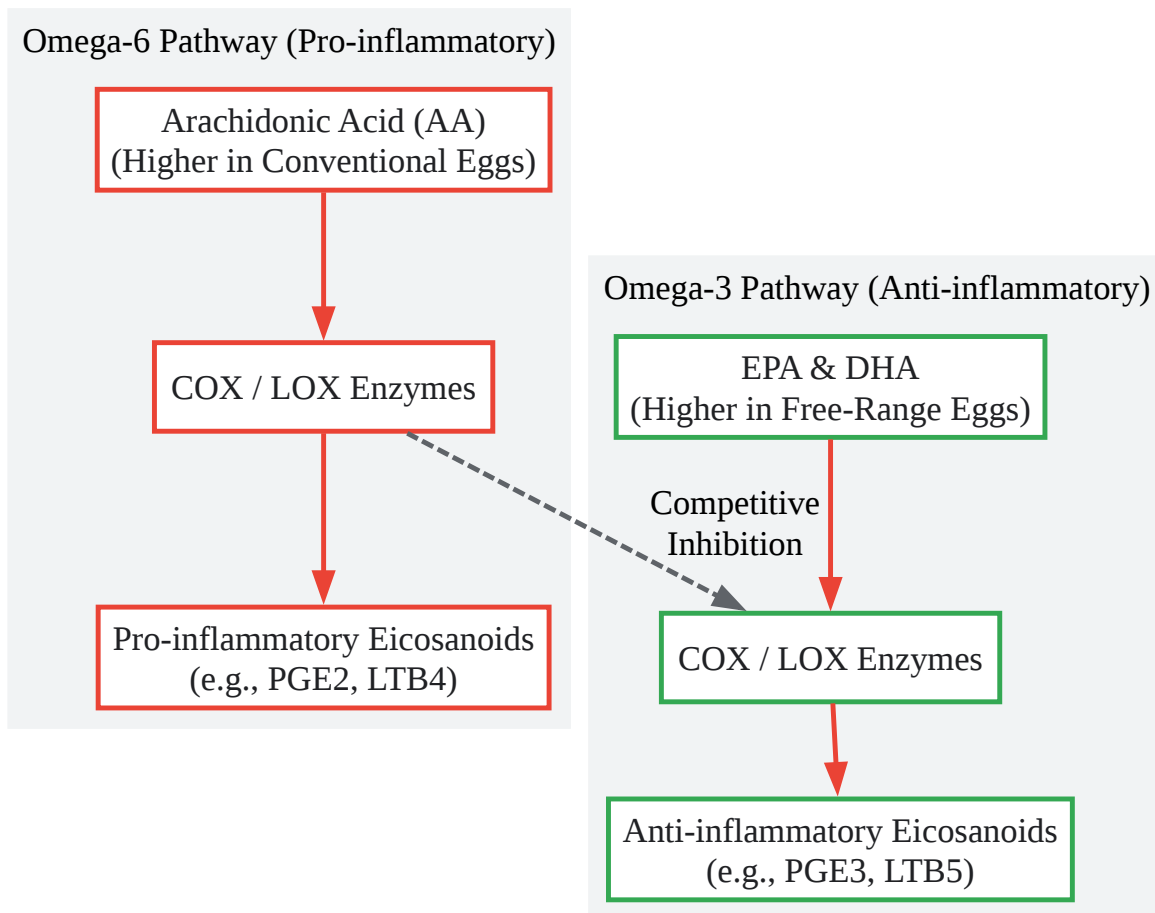 Omega-6 Pathway (Pro-inflammatory)
Arachidonic Acid (AA)
(Higher in Conventional Eggs)
COX / LOX Enzymes
Pro-inflammatory Eicosanoids
(e.g., PGE2, LTB4)
Omega-3 Pathway (Anti-inflammatory)
EPA & DHA
(Higher in Free-Range Eggs)
Competitive
Inhibition
COX / LOX Enzymes
Anti-inflammatory Eicosanoids
(e.g., PGE3, LTB5)